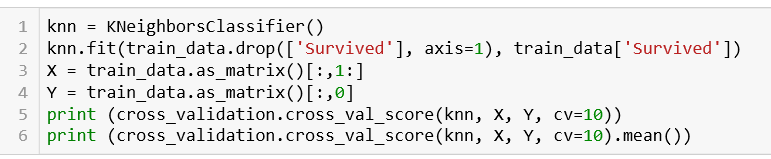 1 knn = KNeighborsClassifier()
2 knn.fit(train_data.drop(['Survived'], axis=1), train_data['Survived'])
3 X = train_data.as_matrix()[:,1:]
4 Y = train_data.as_matrix()[:,0]
5 print (cross_validation.cross_val_score(knn, X, Y, cv=10))
6 print (cross_validation.cross_val_score(knn, X, Y, cv=10).mean())